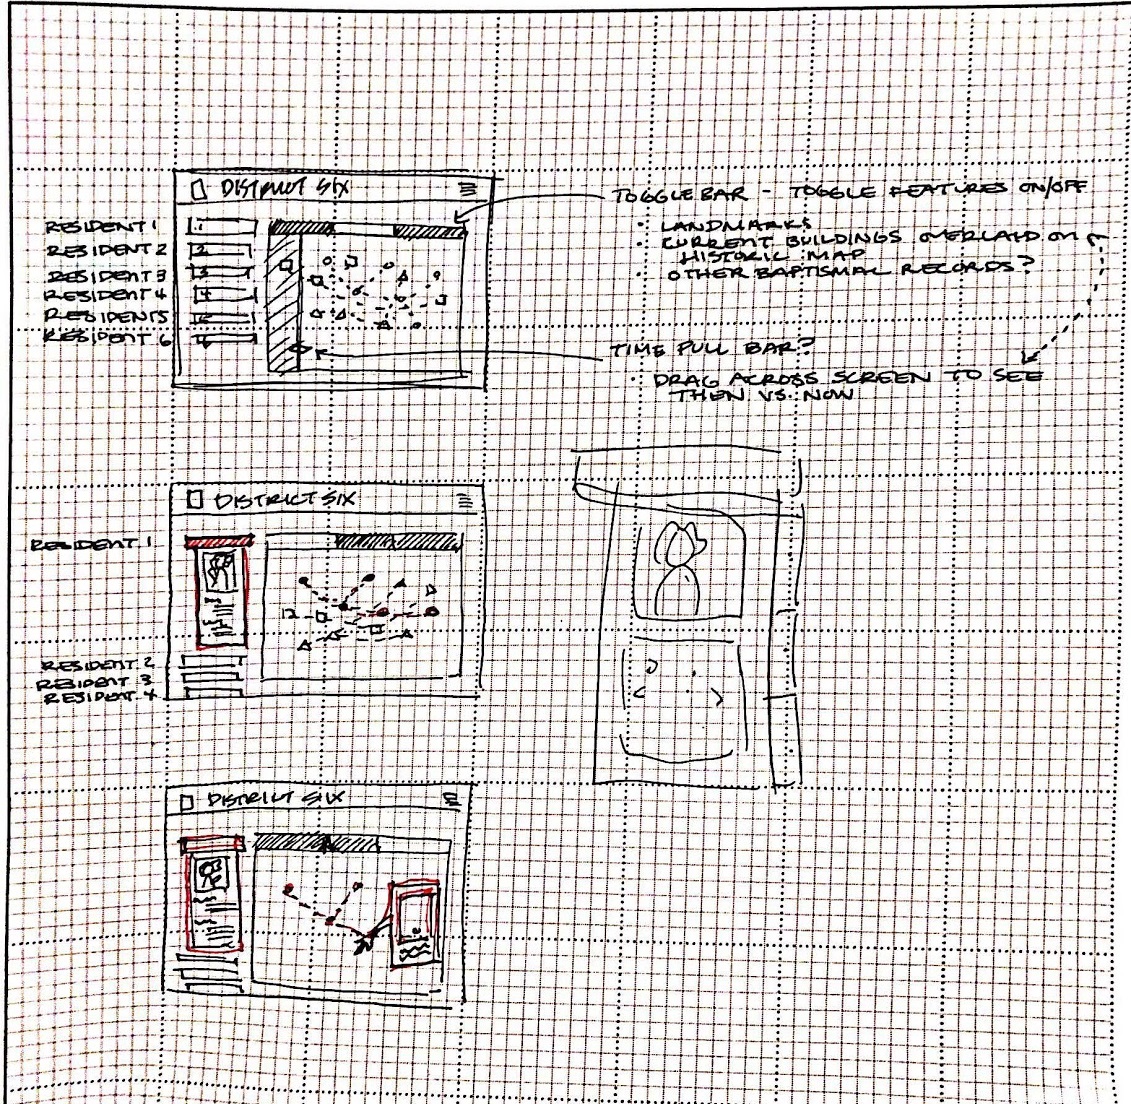 DISTRICT SIX
TOGGLE BAR - TOGGLE FEATURES ON/OFF
· LANDMARKS
· CURRENT BUILDINGS OVERLAID ON
HISTORIC MAP
· OTHER BAPTISMAL RECORDS?
RESIDENT 1
RESIDENT 2
RESIDENT 3
RESIDENT 4
RESIDENT 5
RESIDENT 6
1
2
3
4
TIME PULL BAR?
· DRAG ACROSS SCREEN TO SEE
THEN VS. NOW
DISTRICT SIX
RESIDENT 1
RESIDENT 2
RESIDENT 3
RESIDENT 4
DISTRICT SIX